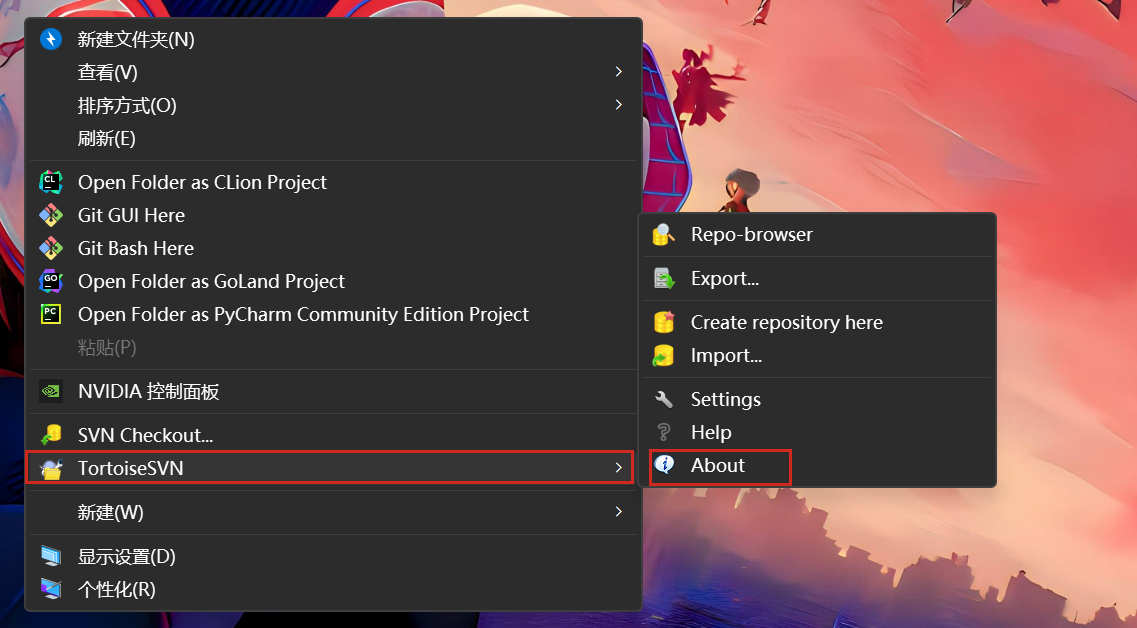 新建文件夹(N)
查看(V)
排序方式(O)
刷新(E)
CL
Open Folder as CLion Project
Git GUI Here
Git Bash Here
GO
Open Folder as GoLand Project
PC
Open Folder as PyCharm Community Edition Project
粘贴(P)
NVIDIA 控制面板
SVN Checkout...
TortoiseSVN
新建(W)
显示设置(D)
个性化(R)
Repo-browser
Export...
Create repository here
Import...
Settings
Help
About